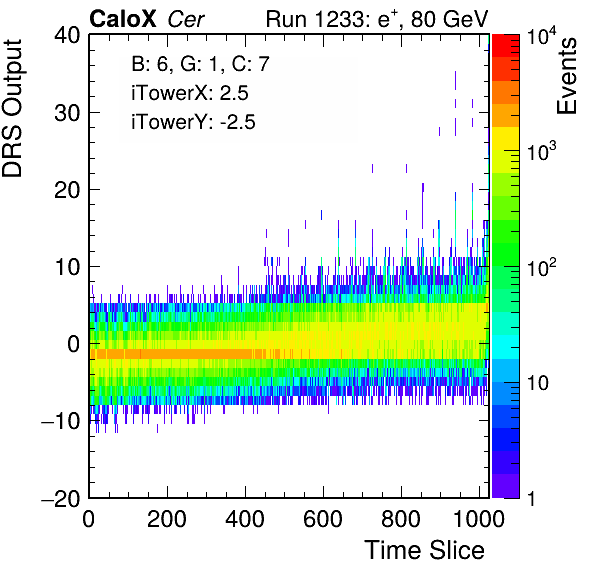 CaloX Cer Run 1233: e+, 80 GeV
B: 6, G: 1, C: 7
iTowerX: 2.5
iTowerY: -2.5
DRS Output
40
30
20
10
0
−10
−20
0 200 400 600 800 1000
Time Slice
Events
10^4
10^3
10^2
10
1